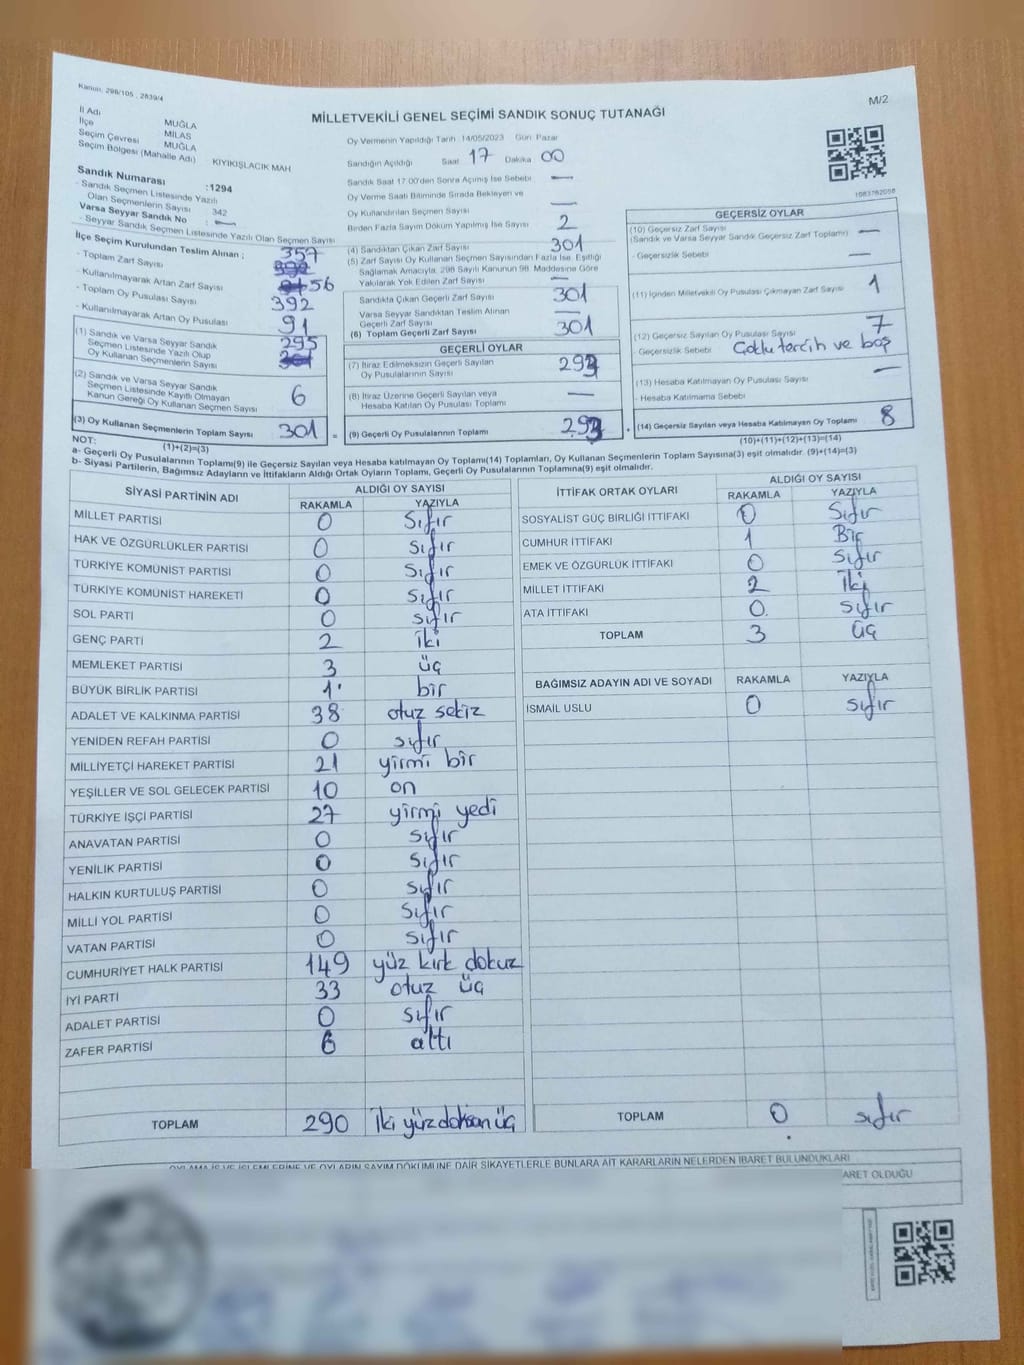 Kanun, 298/105 , 2839/4
M/2
MİLLETVEKİLİ GENEL SEÇİMİ SANDIK SONUÇ TUTANAĞI
İl Adı MUĞLA
İlçe MİLAS
Seçim Çevresi MUĞLA
Seçim Bölgesi (Mahalle Adı) KIYIKIŞLACIK MAH
Sandık Numarası :1294
- Sandık Seçmen Listesinde Yazılı
Olan Seçmenlerin Sayısı 342
Varsa Seyyar Sandık No : —
- Seyyar Sandık Seçmen Listesinde Yazılı Olan Seçmen Sayısı
İlçe Seçim Kurulundan Teslim Alınan ;
- Toplam Zarf Sayısı 357
- Kullanılmayarak Artan Zarf Sayısı 56
- Toplam Oy Pusulası Sayısı 392
- Kullanılmayarak Artan Oy Pusulası 91
(1) Sandık ve Varsa Seyyar Sandık
Seçmen Listesinde Yazılı Olup
Oy Kullanan Seçmenlerin Sayısı 295
(2) Sandık ve Varsa Seyyar Sandık
Seçmen Listesinde Kayıtlı Olmayan
Kanun Gereği Oy Kullanan Seçmen Sayısı 6
(3) Oy Kullanan Seçmenlerin Toplam Sayısı 301 =
(1)+(2)=(3)
Oy Vermenin Yapıldığı Tarih :14/05/2023 Gün: Pazar
Sandığın Açıldığı Saat 17 Dakika 00
Sandık Saat 17.00'den Sonra Açılmış İse Sebebi —
Oy Verme Saati Bitiminde Sırada Bekleyen ve
Oy Kullandırılan Seçmen Sayısı —
Birden Fazla Sayım Döküm Yapılmış İse Sayısı 2
(4) Sandıktan Çıkan Zarf Sayısı 301
(5) Zarf Sayısı Oy Kullanan Seçmen Sayısından Fazla İse, Eşitliği
Sağlamak Amacıyla, 298 Sayılı Kanunun 98. Maddesine Göre
Yakılarak Yok Edilen Zarf Sayısı —
Sandıkta Çıkan Geçerli Zarf Sayısı 301
Varsa Seyyar Sandıktan Teslim Alınan
Geçerli Zarf Sayısı —
(6) Toplam Geçerli Zarf Sayısı 301
GEÇERLİ OYLAR
(7) İtiraz Edilmeksizin Geçerli Sayılan
Oy Pusulalarının Sayısı 293
(8) İtiraz Üzerine Geçerli Sayılan veya
Hesaba Katılan Oy Pusulası Toplamı —
(9) Geçerli Oy Pusulalarının Toplamı 293
1083762058
GEÇERSİZ OYLAR
(10) Geçersiz Zarf Sayısı —
(Sandık ve Varsa Seyyar Sandık Geçersiz Zarf Toplamı)
- Geçersizlik Sebebi —
(11) İçinden Milletvekili Oy Pusulası Çıkmayan Zarf Sayısı 1
(12) Geçersiz Sayılan Oy Pusulası Sayısı 7
- Geçersizlik Sebebi Çoklu tercih ve boş
(13) Hesaba Katılmayan Oy Pusulası Sayısı —
- Hesaba Katılmama Sebebi
(14) Geçersiz Sayılan veya Hesaba Katılmayan Oy Toplamı 8
(10)+(11)+(12)+(13)=(14)
NOT:
a- Geçerli Oy Pusulalarının Toplamı(9) ile Geçersiz Sayılan veya Hesaba katılmayan Oy Toplamı(14) Toplamları, Oy Kullanan Seçmenlerin Toplam Sayısına(3) eşit olmalıdır. (9)+(14)=(3)
b- Siyasi Partilerin, Bağımsız Adayların ve İttifakların Aldığı Ortak Oyların Toplamı, Geçerli Oy Pusulalarının Toplamına(9) eşit olmalıdır.
SİYASİ PARTİNİN ADI ALDIĞI OY SAYISI
RAKAMLA YAZIYLA
MİLLET PARTİSİ 0 sıfır
HAK VE ÖZGÜRLÜKLER PARTİSİ 0 sıfır
TÜRKİYE KOMÜNİST PARTİSİ 0 sıfır
TÜRKİYE KOMÜNİST HAREKETİ 0 sıfır
SOL PARTİ 0 sıfır
GENÇ PARTİ 2 iki
MEMLEKET PARTİSİ 3 üç
BÜYÜK BİRLİK PARTİSİ 1 bir
ADALET VE KALKINMA PARTİSİ 38 otuz sekiz
YENİDEN REFAH PARTİSİ 0 sıfır
MİLLİYETÇİ HAREKET PARTİSİ 21 yirmi bir
YEŞİLLER VE SOL GELECEK PARTİSİ 10 on
TÜRKİYE İŞÇİ PARTİSİ 27 yirmi yedi
ANAVATAN PARTİSİ 0 sıfır
YENİLİK PARTİSİ 0 sıfır
HALKIN KURTULUŞ PARTİSİ 0 sıfır
MİLLİ YOL PARTİSİ 0 sıfır
VATAN PARTİSİ 0 sıfır
CUMHURİYET HALK PARTİSİ 149 yüz kırk dokuz
İYİ PARTİ 33 otuz üç
ADALET PARTİSİ 0 sıfır
ZAFER PARTİSİ 6 altı
TOPLAM 290 iki yüz doksan üç
İTTİFAK ORTAK OYLARI ALDIĞI OY SAYISI
RAKAMLA YAZIYLA
SOSYALİST GÜÇ BİRLİĞİ İTTİFAKI 0 Sıfır
CUMHUR İTTİFAKI 1 Bir
EMEK VE ÖZGÜRLÜK İTTİFAKI 0 sıfır
MİLLET İTTİFAKI 2 iki
ATA İTTİFAKI 0 sıfır
TOPLAM 3 üç
BAĞIMSIZ ADAYIN ADI VE SOYADI RAKAMLA YAZIYLA
İSMAİL USLU 0 sıfır
TOPLAM 0 sıfır
OYLAMA İŞ VE İŞLEMLERİNE VE OYLARIN SAYIM DÖKÜMÜNE DAİR ŞİKAYETLERLE BUNLARA AİT KARARLARIN NELERDEN İBARET BULUNDUKLARI
ARET OLDUĞU